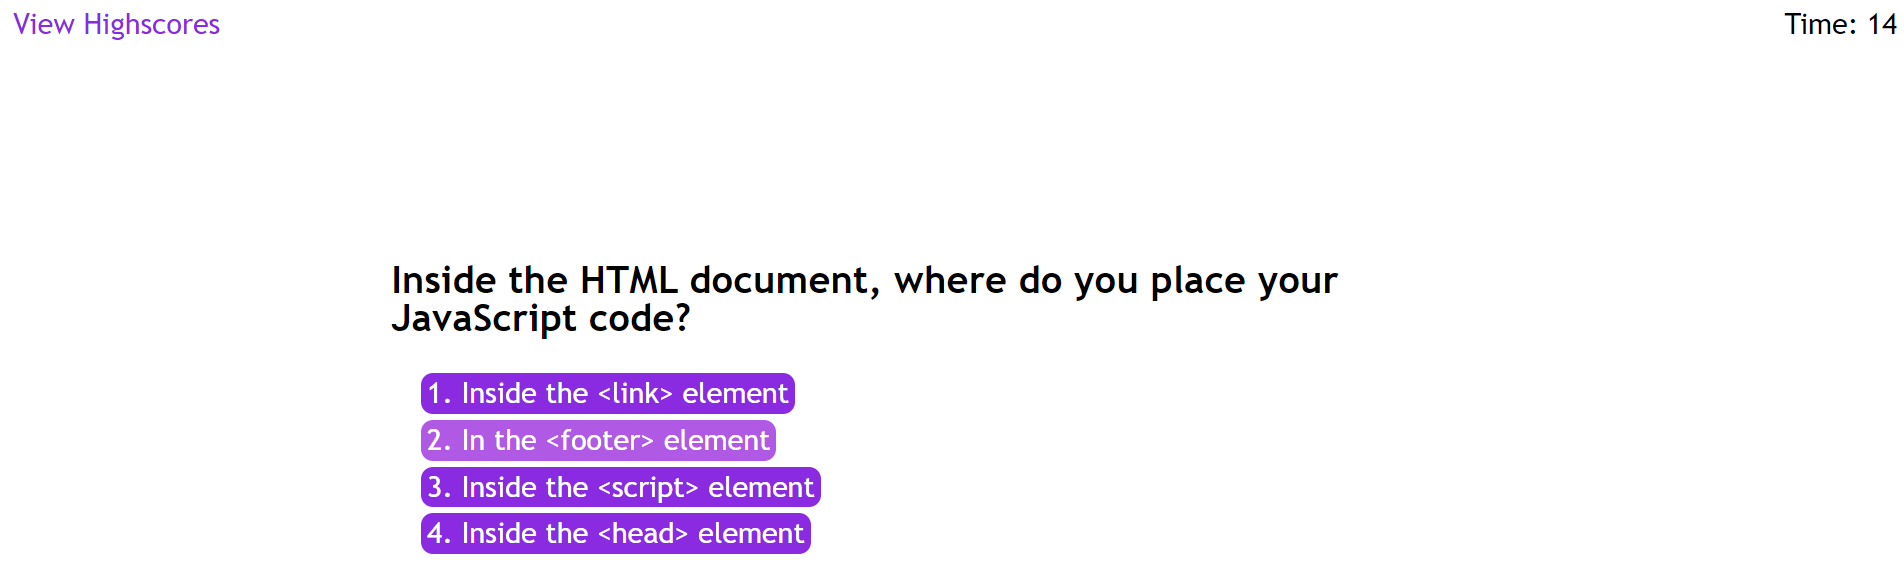 View Highscores
Time: 14
Inside the HTML document, where do you place your
JavaScript code?
1. Inside the <link> element
2. In the <footer> element
3. Inside the <script> element
4. Inside the <head> element